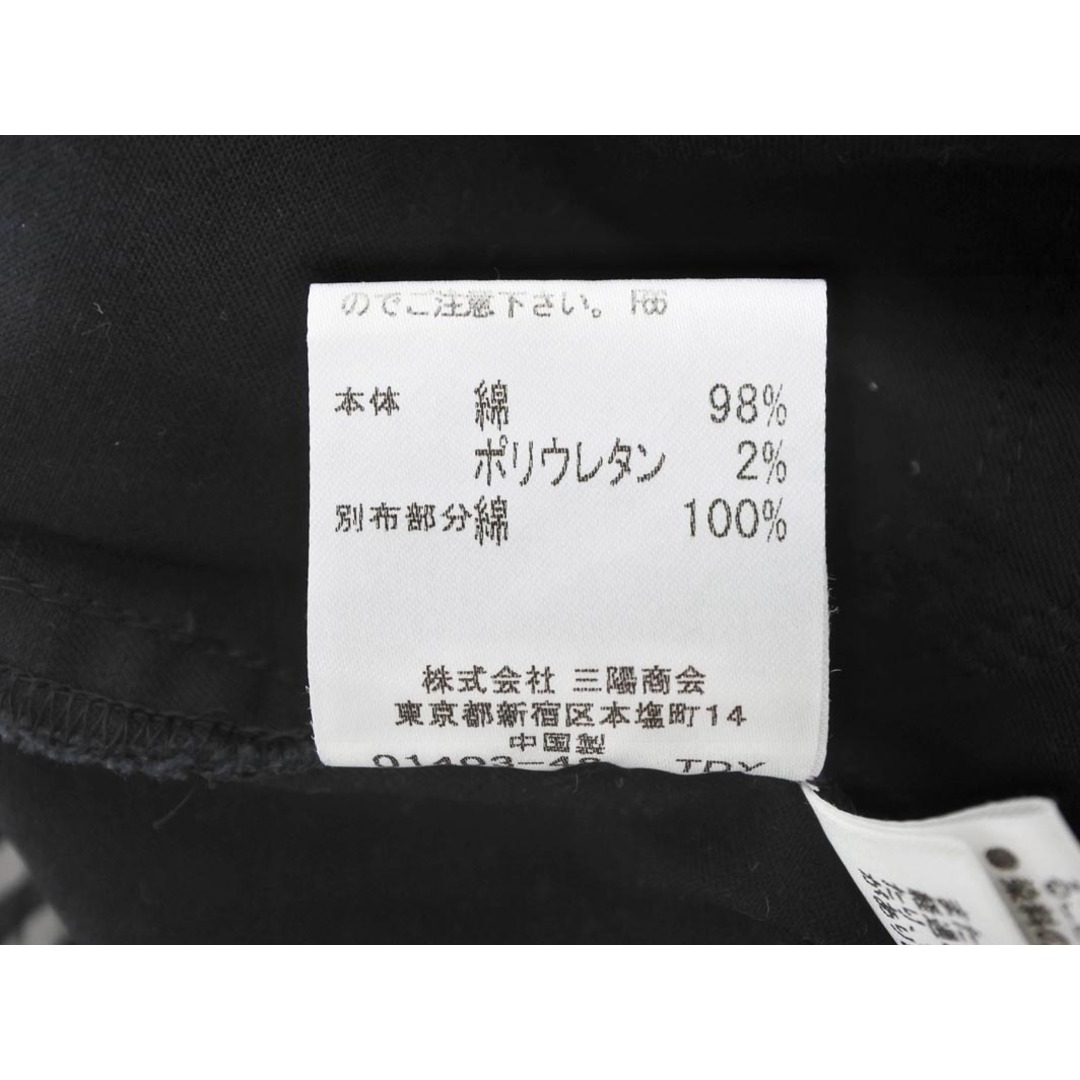 のでご注意下さい。
本体 綿 98%
ポリウレタン 2%
別布部分 綿 100%
株式会社 三陽商会
東京都新宿区本塩町14
中国製
TDY